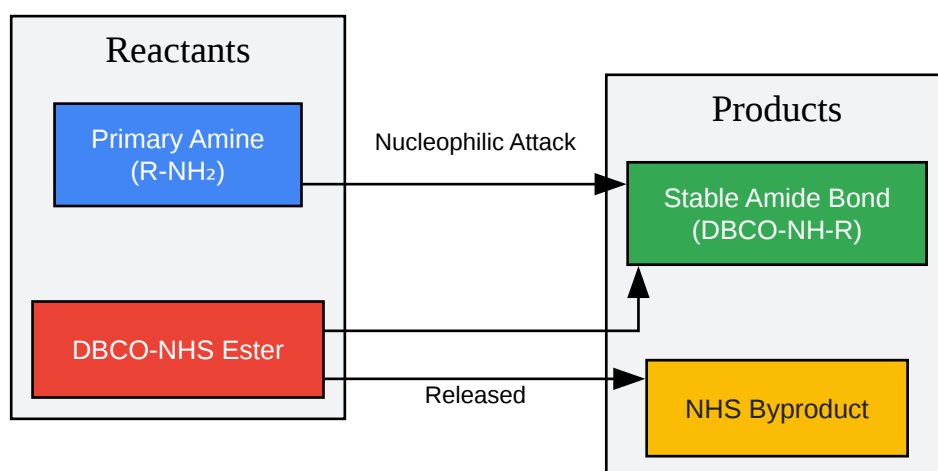 Reactants
Primary Amine
(R-NH₂)
DBCO-NHS Ester
Nucleophilic Attack
Released
Products
Stable Amide Bond
(DBCO-NH-R)
NHS Byproduct